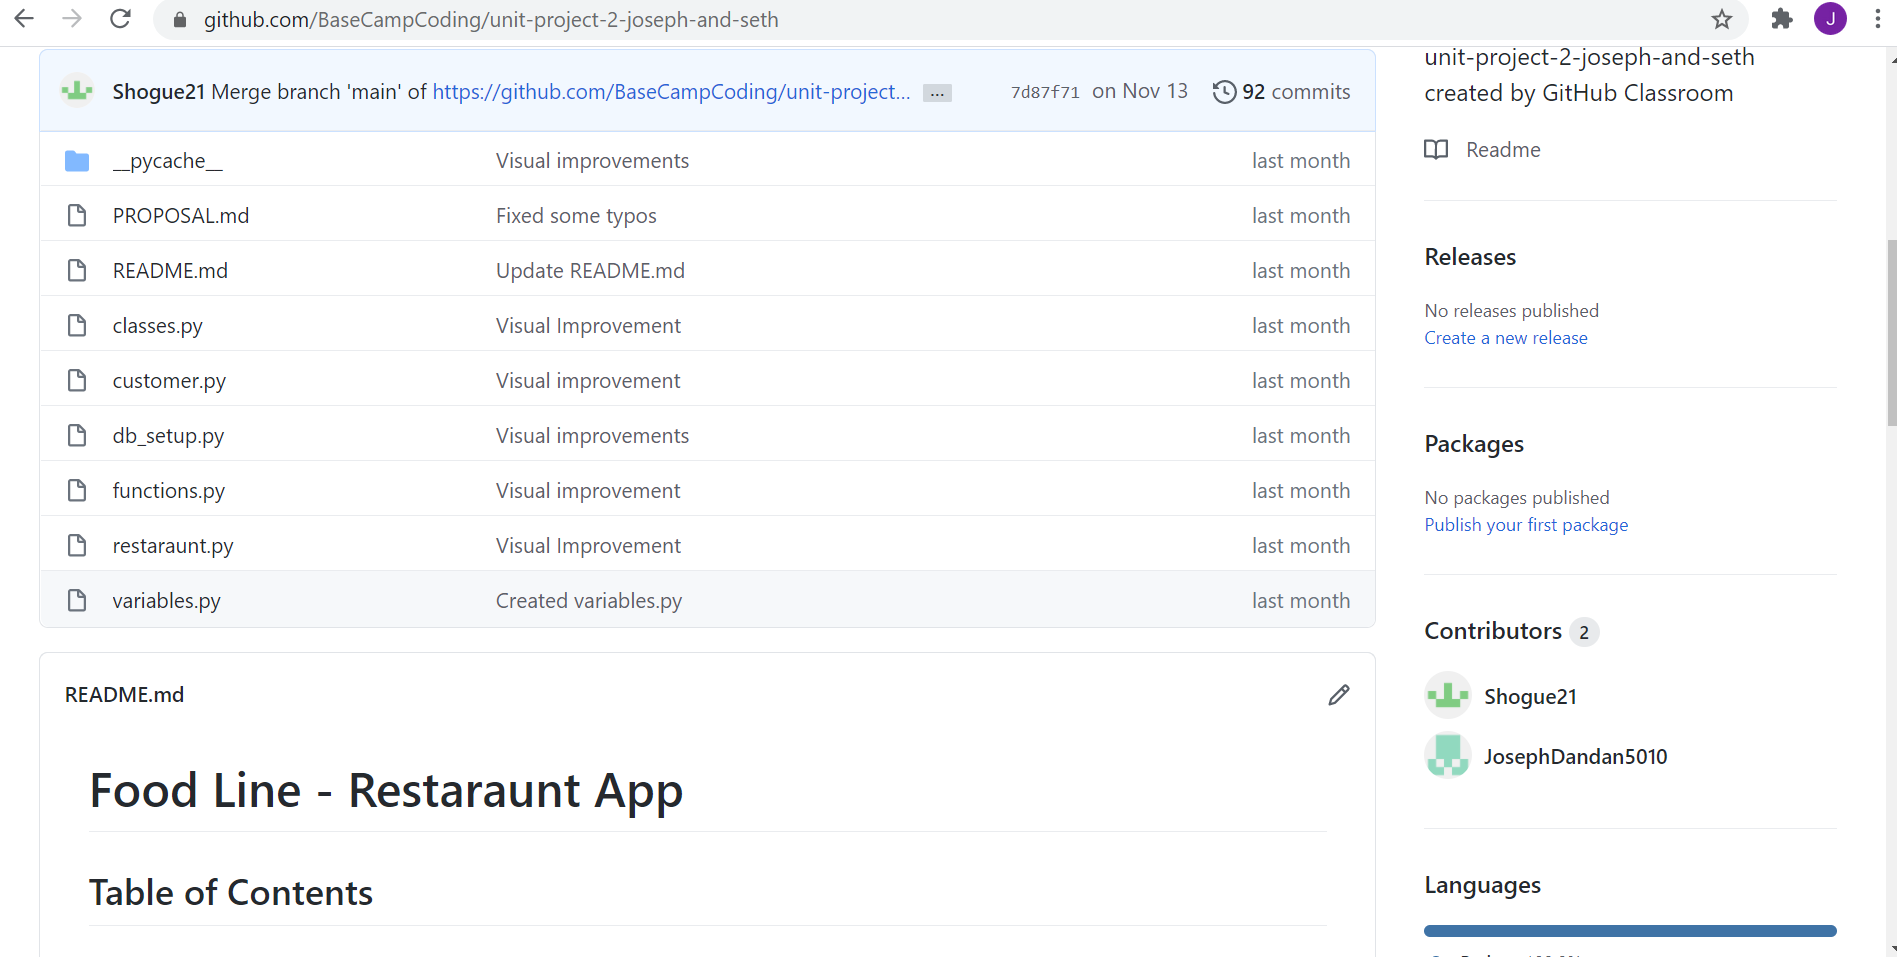 github.com/BaseCampCoding/unit-project-2-joseph-and-seth
J
Shogue21 Merge branch 'main' of https://github.com/BaseCampCoding/unit-project... ... 7d87f71 on Nov 13 92 commits
__pycache__ Visual improvements last month
PROPOSAL.md Fixed some typos last month
README.md Update README.md last month
classes.py Visual Improvement last month
customer.py Visual improvement last month
db_setup.py Visual improvements last month
functions.py Visual improvement last month
restaraunt.py Visual Improvement last month
variables.py Created variables.py last month
README.md
Food Line - Restaraunt App
Table of Contents
unit-project-2-joseph-and-seth
created by GitHub Classroom
Readme
Releases
No releases published
Create a new release
Packages
No packages published
Publish your first package
Contributors 2
Shogue21
JosephDandan5010
Languages